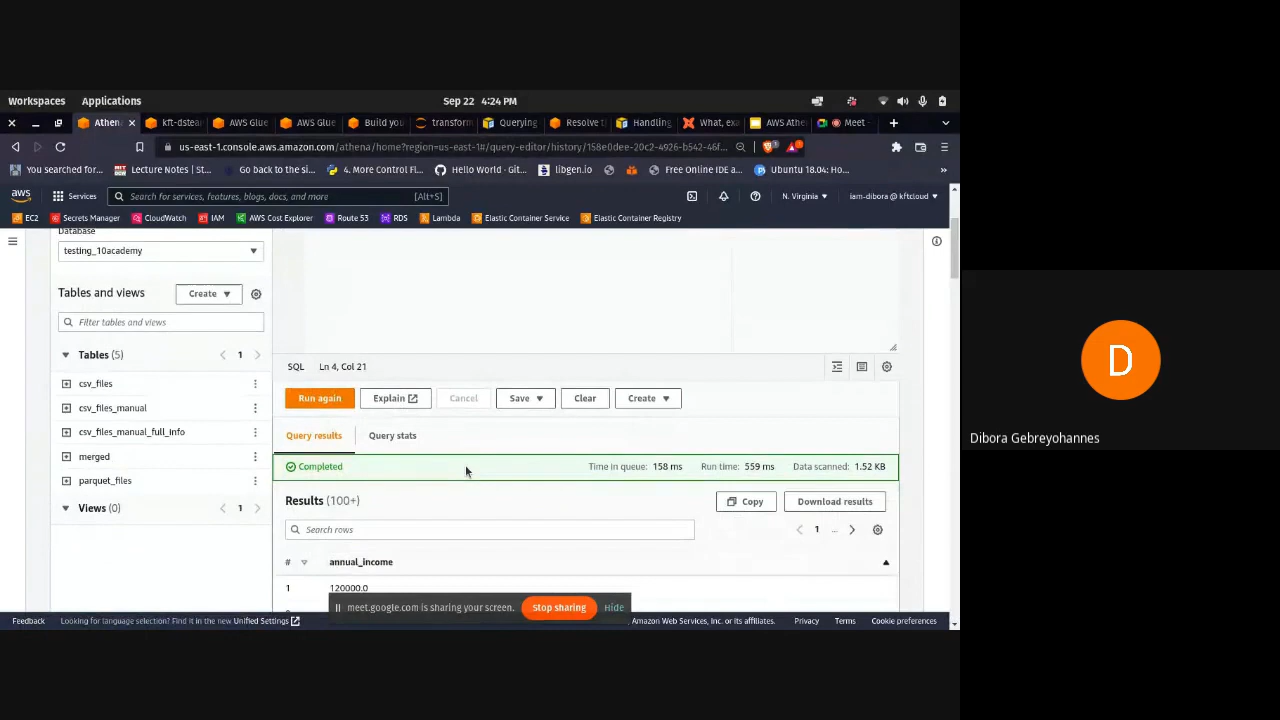 Workspaces Applications Sep 22 4:24 PM
Athen kft-dstea AWS Glue AWS Glue Build you transform Querying Resolve t Handling What, exa AWS Athe Meet -
us-east-1.console.aws.amazon.com/athena/home?region=us-east-1#/query-editor/history/158e0dee-20c2-4926-b542-46f...
You searched for... Lecture Notes | St... Go back to the si... 4. More Control Fl... Hello World · Git... libgen.io Free Online IDE a... Ubuntu 18.04: Ho...
aws Services Search for services, features, blogs, docs, and more [Alt+S] N. Virginia iam-dibora @ kftcloud
EC2 Secrets Manager CloudWatch IAM AWS Cost Explorer Route 53 RDS Lambda Elastic Container Service Elastic Container Registry
Database
testing_10academy
Tables and views Create
Filter tables and views
Tables (5) 1
csv_files
csv_files_manual
csv_files_manual_full_info
merged
parquet_files
Views (0) 1
SQL Ln 4, Col 21
Run again Explain Cancel Save Clear Create
Query results Query stats
Completed Time in queue: 158 ms Run time: 559 ms Data scanned: 1.52 KB
Results (100+) Copy Download results
Search rows 1 ...
# annual_income
1 120000.0
meet.google.com is sharing your screen. Stop sharing Hide
Feedback Looking for language selection? Find it in the new Unified Settings , Amazon Web Services, Inc. or its affiliates. Privacy Terms Cookie preferences
D
Dibora Gebreyohannes